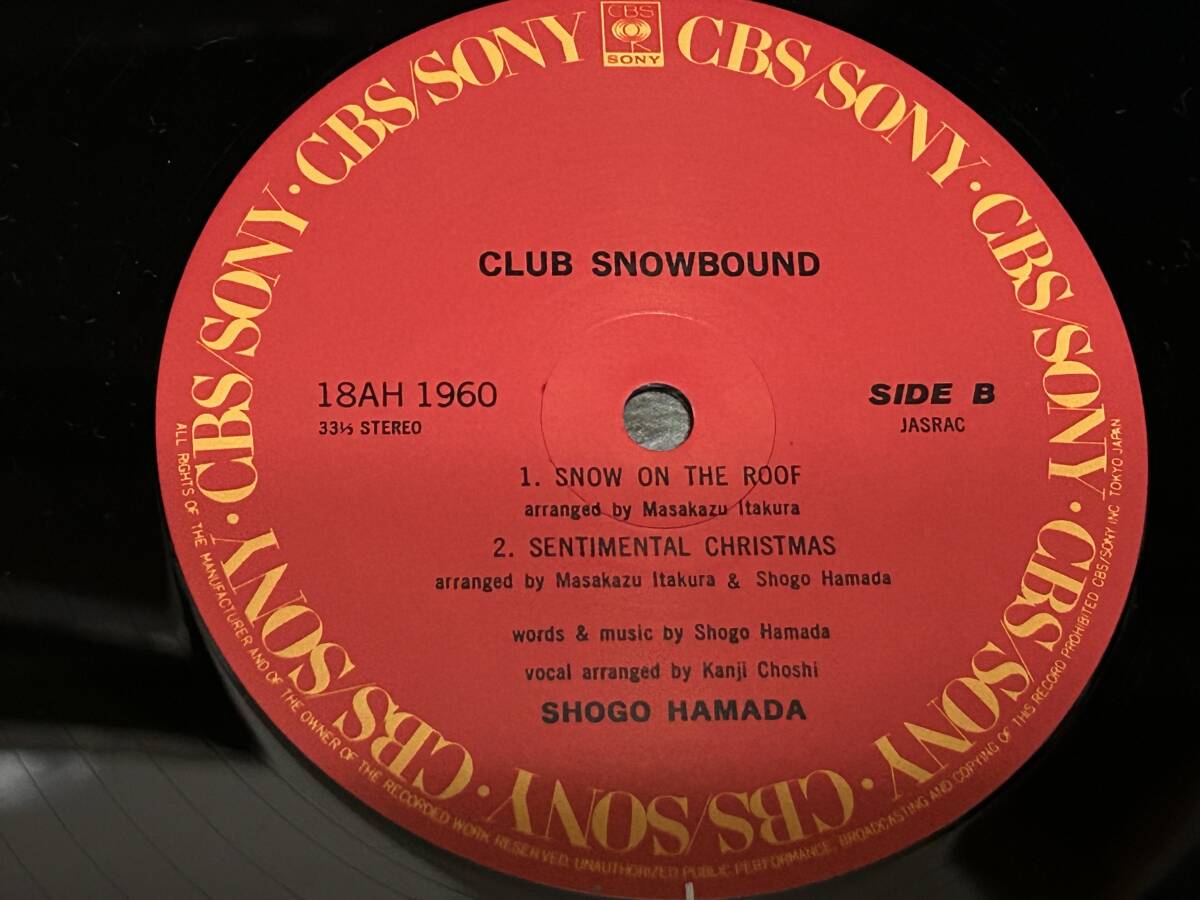 CBS
SONY
CBS/SONY · CBS/SONY · CBS/SONY · CBS/SONY · CBS/SONY · CBS/SONY · CBS/SONY · CBS/SONY · CBS/SONY
CLUB SNOWBOUND
18AH 1960
33⅓ STEREO
SIDE B
JASRAC
1. SNOW ON THE ROOF
arranged by Masakazu Itakura
2. SENTIMENTAL CHRISTMAS
arranged by Masakazu Itakura & Shogo Hamada
words & music by Shogo Hamada
vocal arranged by Kanji Choshi
SHOGO HAMADA
ALL RIGHTS OF THE MANUFACTURER AND OF THE OWNER OF THE RECORDED WORK RESERVED. UNAUTHORIZED PUBLIC PERFORMANCE, BROADCASTING AND COPYING OF THIS RECORD PROHIBITED CBS/SONY INC. TOKYO JAPAN